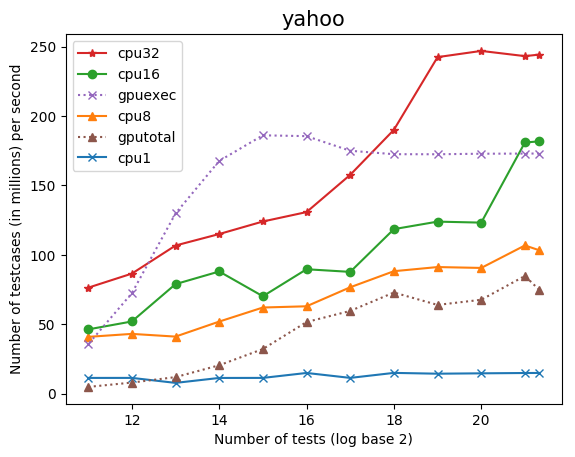 yahoo
cpu32
cpu16
gpuexec
cpu8
gputotal
cpu1
250
200
150
100
50
0
12 14 16 18 20
Number of tests (log base 2)
Number of testcases (in millions) per second